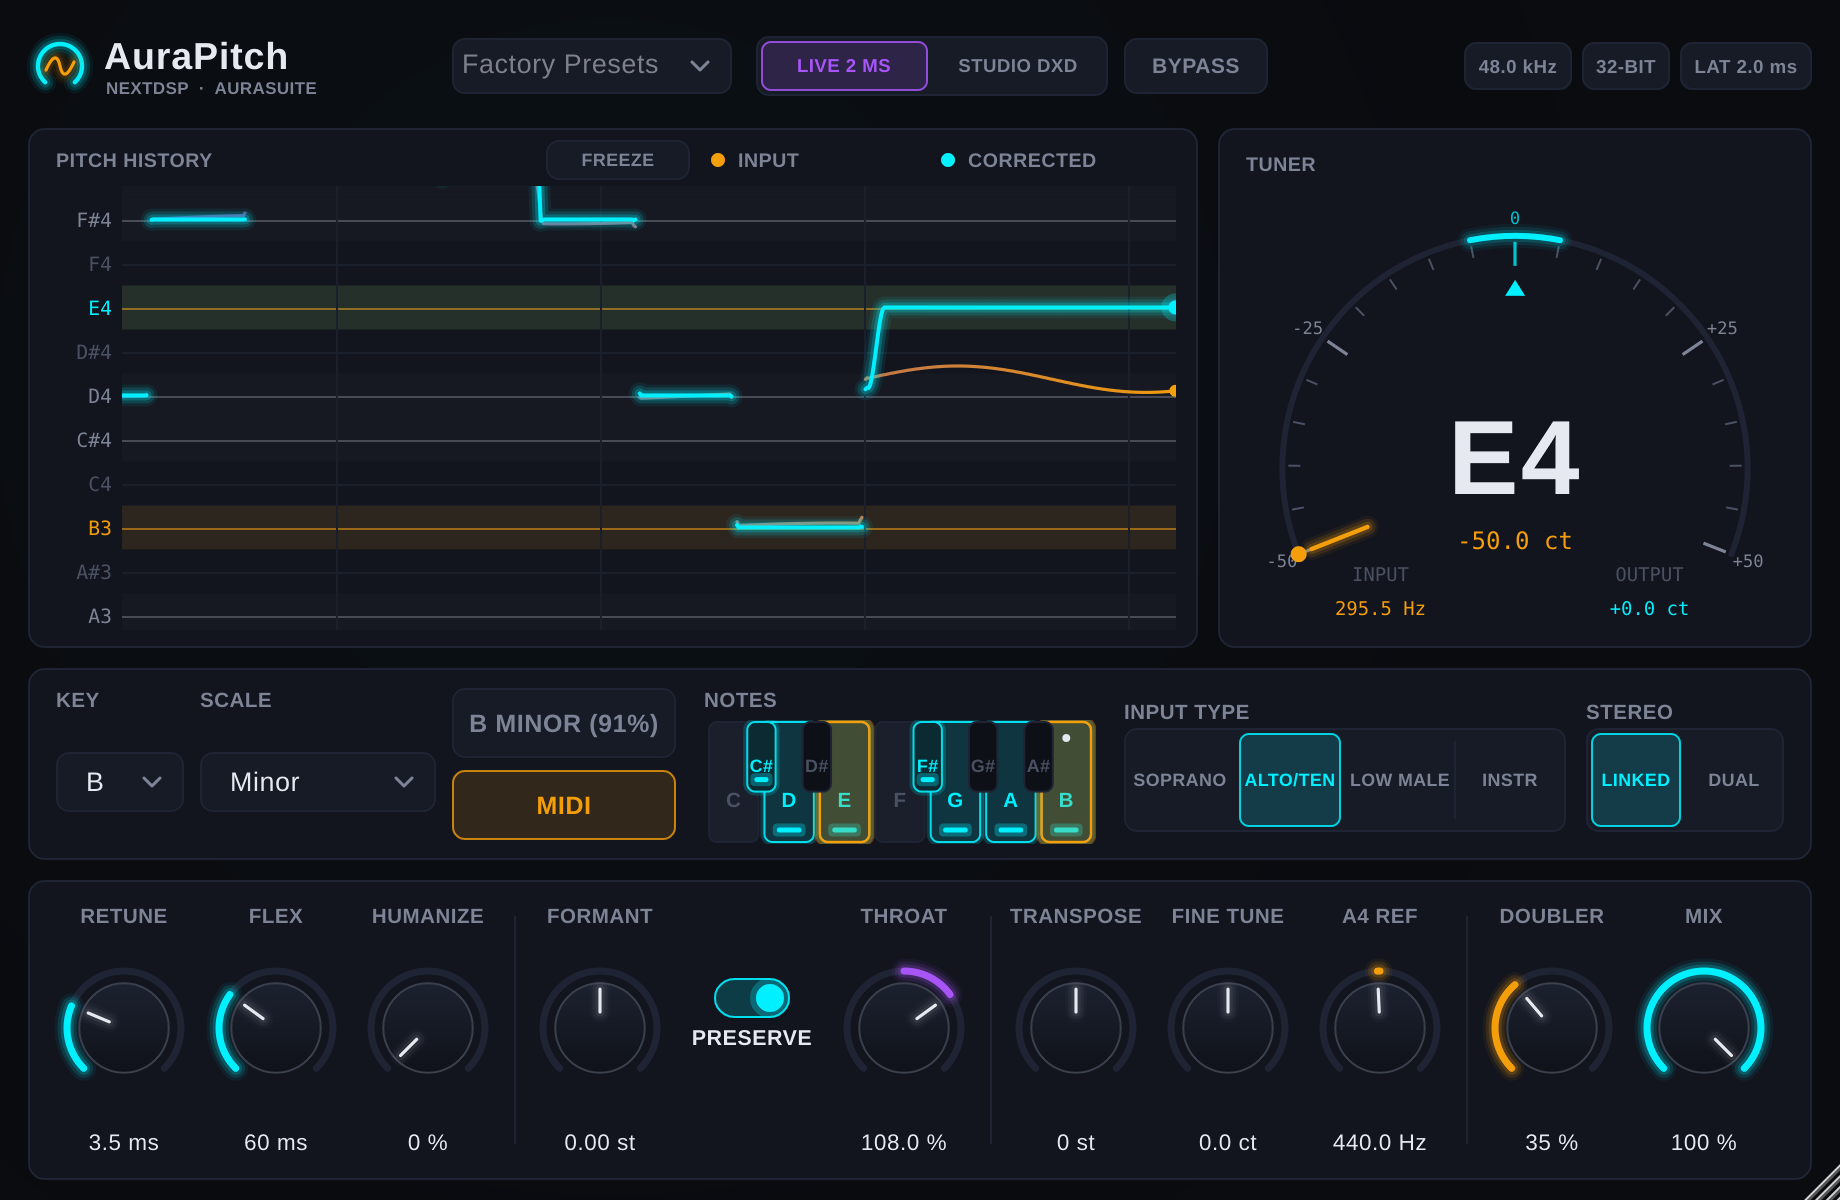 AuraPitch
NEXTDSP · AURASUITE
Factory Presets
LIVE 2 MS
STUDIO DXD
BYPASS
48.0 kHz
32-BIT
LAT 2.0 ms
PITCH HISTORY
FREEZE
INPUT
CORRECTED
F#4
F4
E4
D#4
D4
C#4
C4
B3
A#3
A3
TUNER
0
-25
+25
E4
-50.0 ct
-50
+50
INPUT
OUTPUT
295.5 Hz
+0.0 ct
KEY
SCALE
B
Minor
B MINOR (91%)
MIDI
NOTES
C# D# F# G# A#
C D E F G A B
INPUT TYPE
SOPRANO
ALTO/TEN
LOW MALE
INSTR
STEREO
LINKED
DUAL
RETUNE
FLEX
HUMANIZE
FORMANT
THROAT
TRANSPOSE
FINE TUNE
A4 REF
DOUBLER
MIX
PRESERVE
3.5 ms
60 ms
0 %
0.00 st
108.0 %
0 st
0.0 ct
440.0 Hz
35 %
100 %